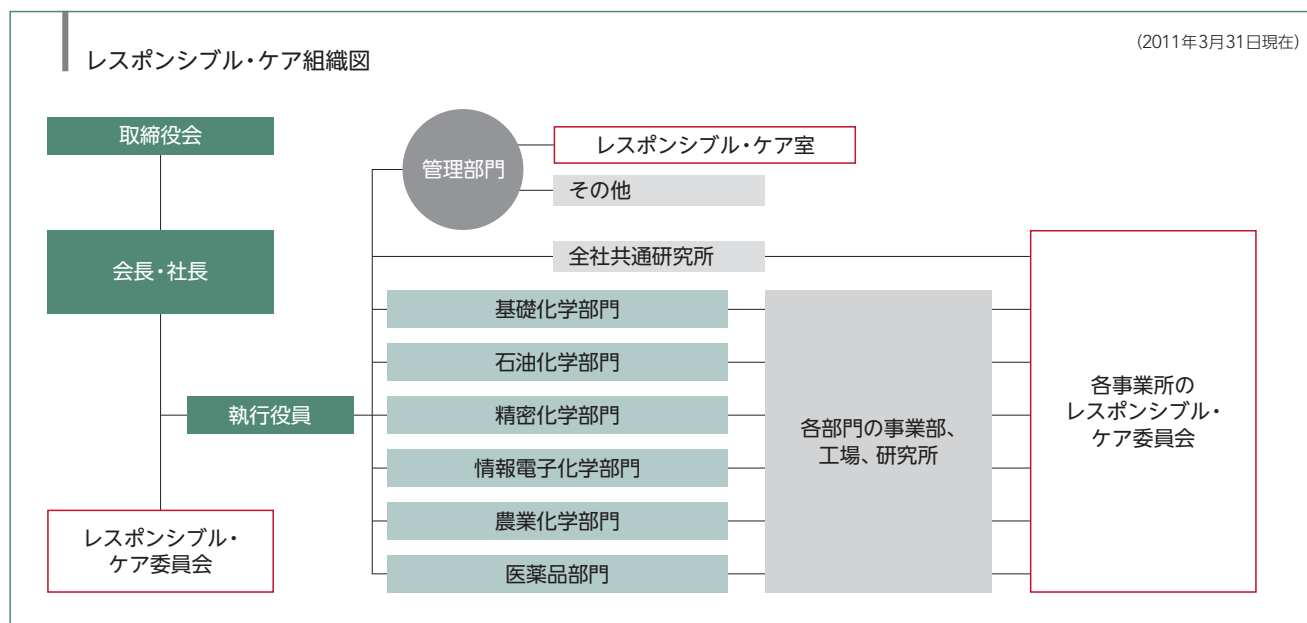 レスポンシブル・ケア組織図
(2011年3月31日現在)
取締役会
会長・社長
執行役員
レスポンシブル・
ケア委員会
管理部門
レスポンシブル・ケア室
その他
全社共通研究所
基礎化学部門
石油化学部門
精密化学部門
情報電子化学部門
農業化学部門
医薬品部門
各部門の事業部、
工場、研究所
各事業所の
レスポンシブル・
ケア委員会